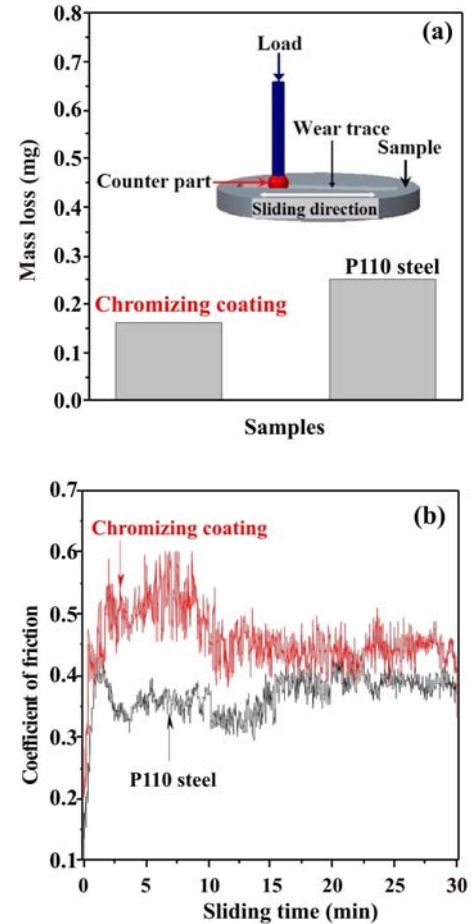 (a)
Load
Wear trace
Sample
Counter part
Sliding direction
P110 steel
Chromizing coating
Mass loss (mg)
0.8
0.7
0.6
0.5
0.4
0.3
0.2
0.1
0.0
Samples
(b)
Chromizing coating
P110 steel
Coefficient of friction
0.7
0.6
0.5
0.4
0.3
0.2
0.1
0 5 10 15 20 25 30
Sliding time (min)